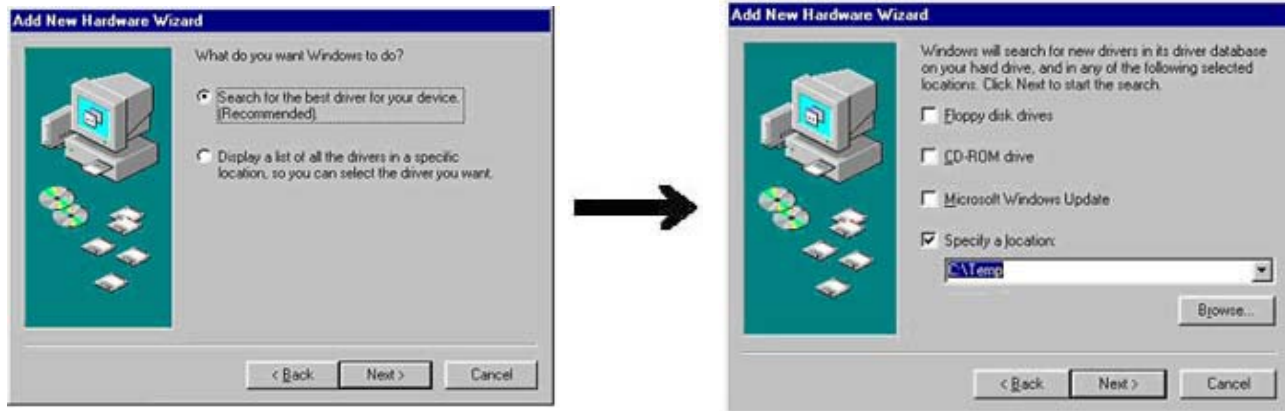 Add New Hardware Wizard
What do you want Windows to do?
Search for the best driver for your device.
(Recommended)
Display a list of all the drivers in a specific
location, so you can select the driver you want.
< Back
Next >
Cancel
Add New Hardware Wizard
Windows will search for new drivers in its driver database
on your hard drive, and in any of the following selected
locations. Click Next to start the search.
Floppy disk drives
CD-ROM drive
Microsoft Windows Update
Specify a location:
C:\Temp
Browse...
< Back
Next >
Cancel